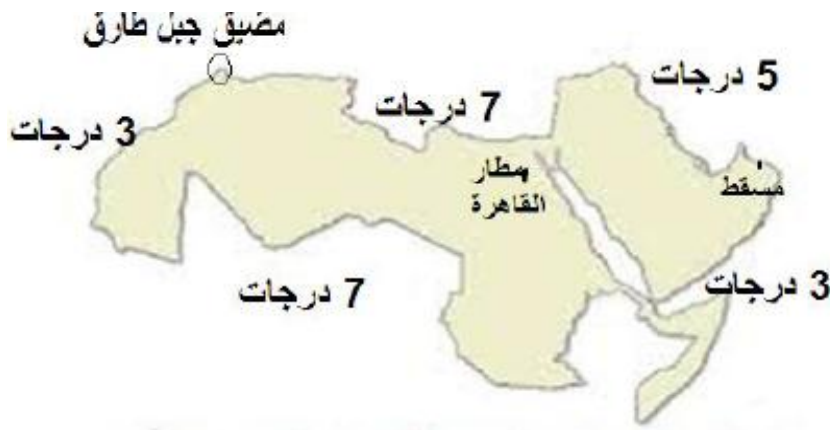 مضيق جبل طارق
5 درجات
7 درجات
3 درجات
مطار
القاهرة
مسقط
3 درجات
7 درجات